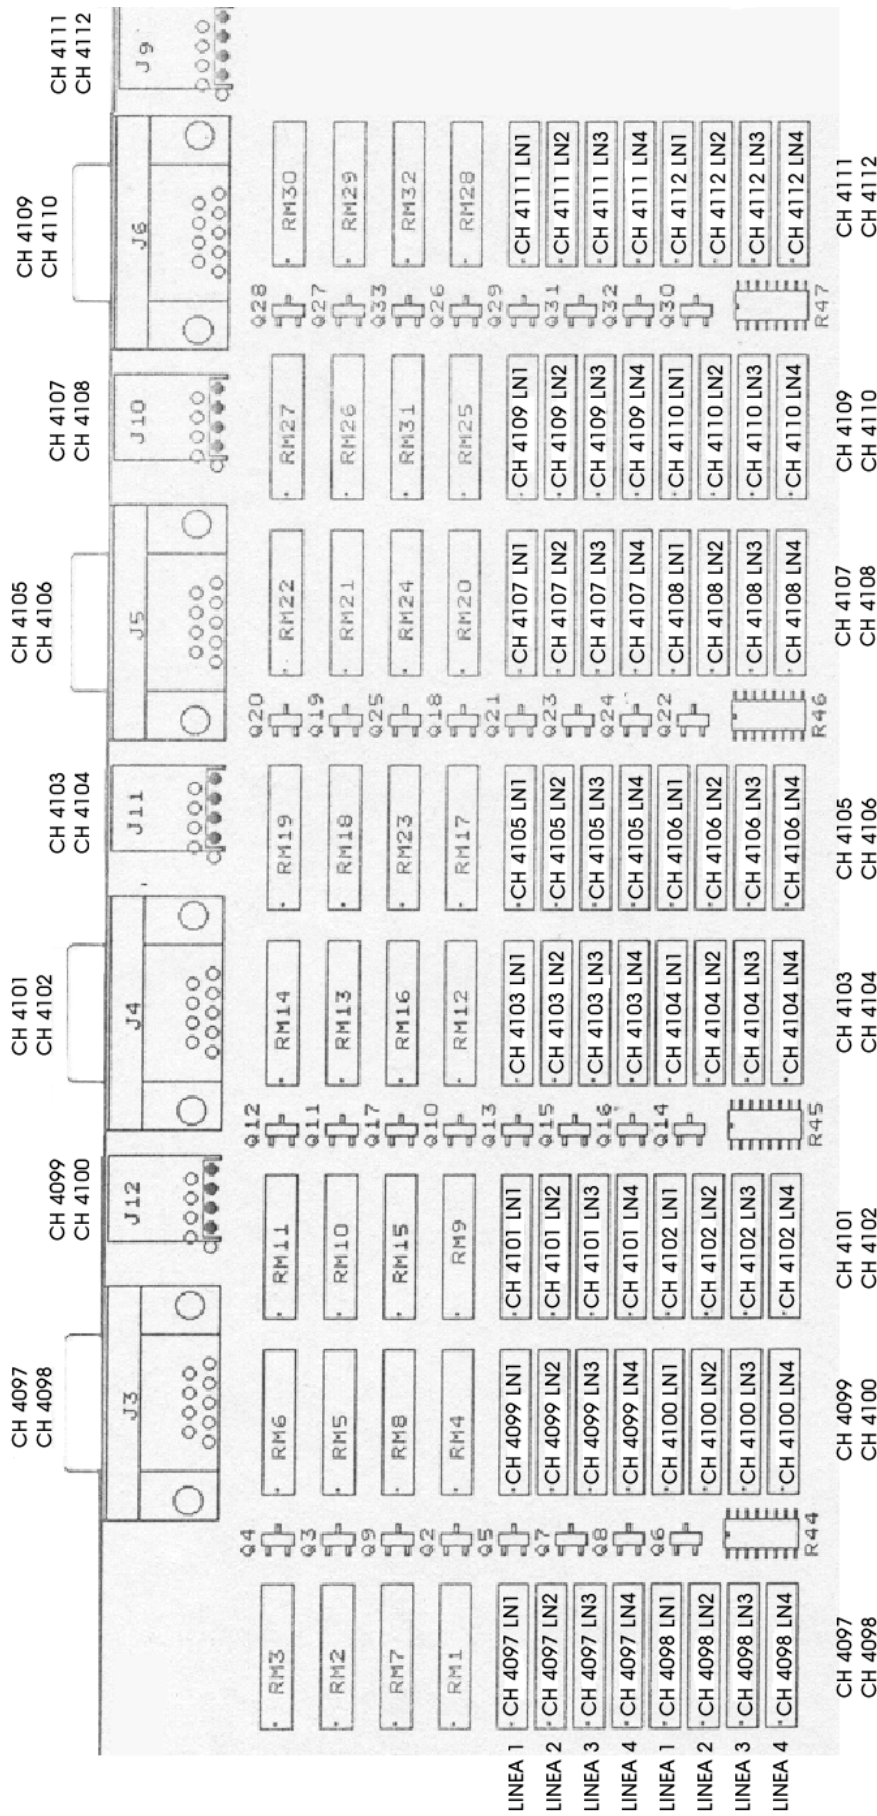 CH 4111
CH 4112
J9
CH 4109
CH 4110
J6
RM30
RM29
RM32
RM28
CH 4111 LN1
CH 4111 LN2
CH 4111 LN3
CH 4111 LN4
CH 4112 LN1
CH 4112 LN2
CH 4112 LN3
CH 4112 LN4
CH 4111
CH 4112
Q28
Q27
Q33
Q26
Q29
Q31
Q32
Q30
R47
CH 4107
CH 4108
J10
RM27
RM26
RM31
RM25
CH 4109 LN1
CH 4109 LN2
CH 4109 LN3
CH 4109 LN4
CH 4110 LN1
CH 4110 LN2
CH 4110 LN3
CH 4110 LN4
CH 4109
CH 4110
CH 4105
CH 4106
J5
RM22
RM21
RM24
RM20
CH 4107 LN1
CH 4107 LN2
CH 4107 LN3
CH 4107 LN4
CH 4108 LN1
CH 4108 LN2
CH 4108 LN3
CH 4108 LN4
CH 4107
CH 4108
Q20
Q19
Q25
Q18
Q21
Q23
Q24
Q22
R46
CH 4103
CH 4104
J11
RM19
RM18
RM23
RM17
CH 4105 LN1
CH 4105 LN2
CH 4105 LN3
CH 4105 LN4
CH 4106 LN1
CH 4106 LN2
CH 4106 LN3
CH 4106 LN4
CH 4105
CH 4106
CH 4101
CH 4102
J4
RM14
RM13
RM16
RM12
CH 4103 LN1
CH 4103 LN2
CH 4103 LN3
CH 4103 LN4
CH 4104 LN1
CH 4104 LN2
CH 4104 LN3
CH 4104 LN4
CH 4103
CH 4104
Q12
Q11
Q17
Q10
Q13
Q15
Q16
Q14
R45
CH 4099
CH 4100
J12
RM11
RM10
RM15
RM9
CH 4101 LN1
CH 4101 LN2
CH 4101 LN3
CH 4101 LN4
CH 4102 LN1
CH 4102 LN2
CH 4102 LN3
CH 4102 LN4
CH 4101
CH 4102
CH 4097
CH 4098
J3
RM6
RM5
RM8
RM4
CH 4099 LN1
CH 4099 LN2
CH 4099 LN3
CH 4099 LN4
CH 4100 LN1
CH 4100 LN2
CH 4100 LN3
CH 4100 LN4
CH 4099
CH 4100
Q4
Q3
Q9
Q2
Q5
Q7
Q8
Q6
R44
RM3
RM2
RM7
RM1
CH 4097 LN1
CH 4097 LN2
CH 4097 LN3
CH 4097 LN4
CH 4098 LN1
CH 4098 LN2
CH 4098 LN3
CH 4098 LN4
CH 4097
CH 4098
LINEA 1
LINEA 2
LINEA 3
LINEA 4
LINEA 1
LINEA 2
LINEA 3
LINEA 4